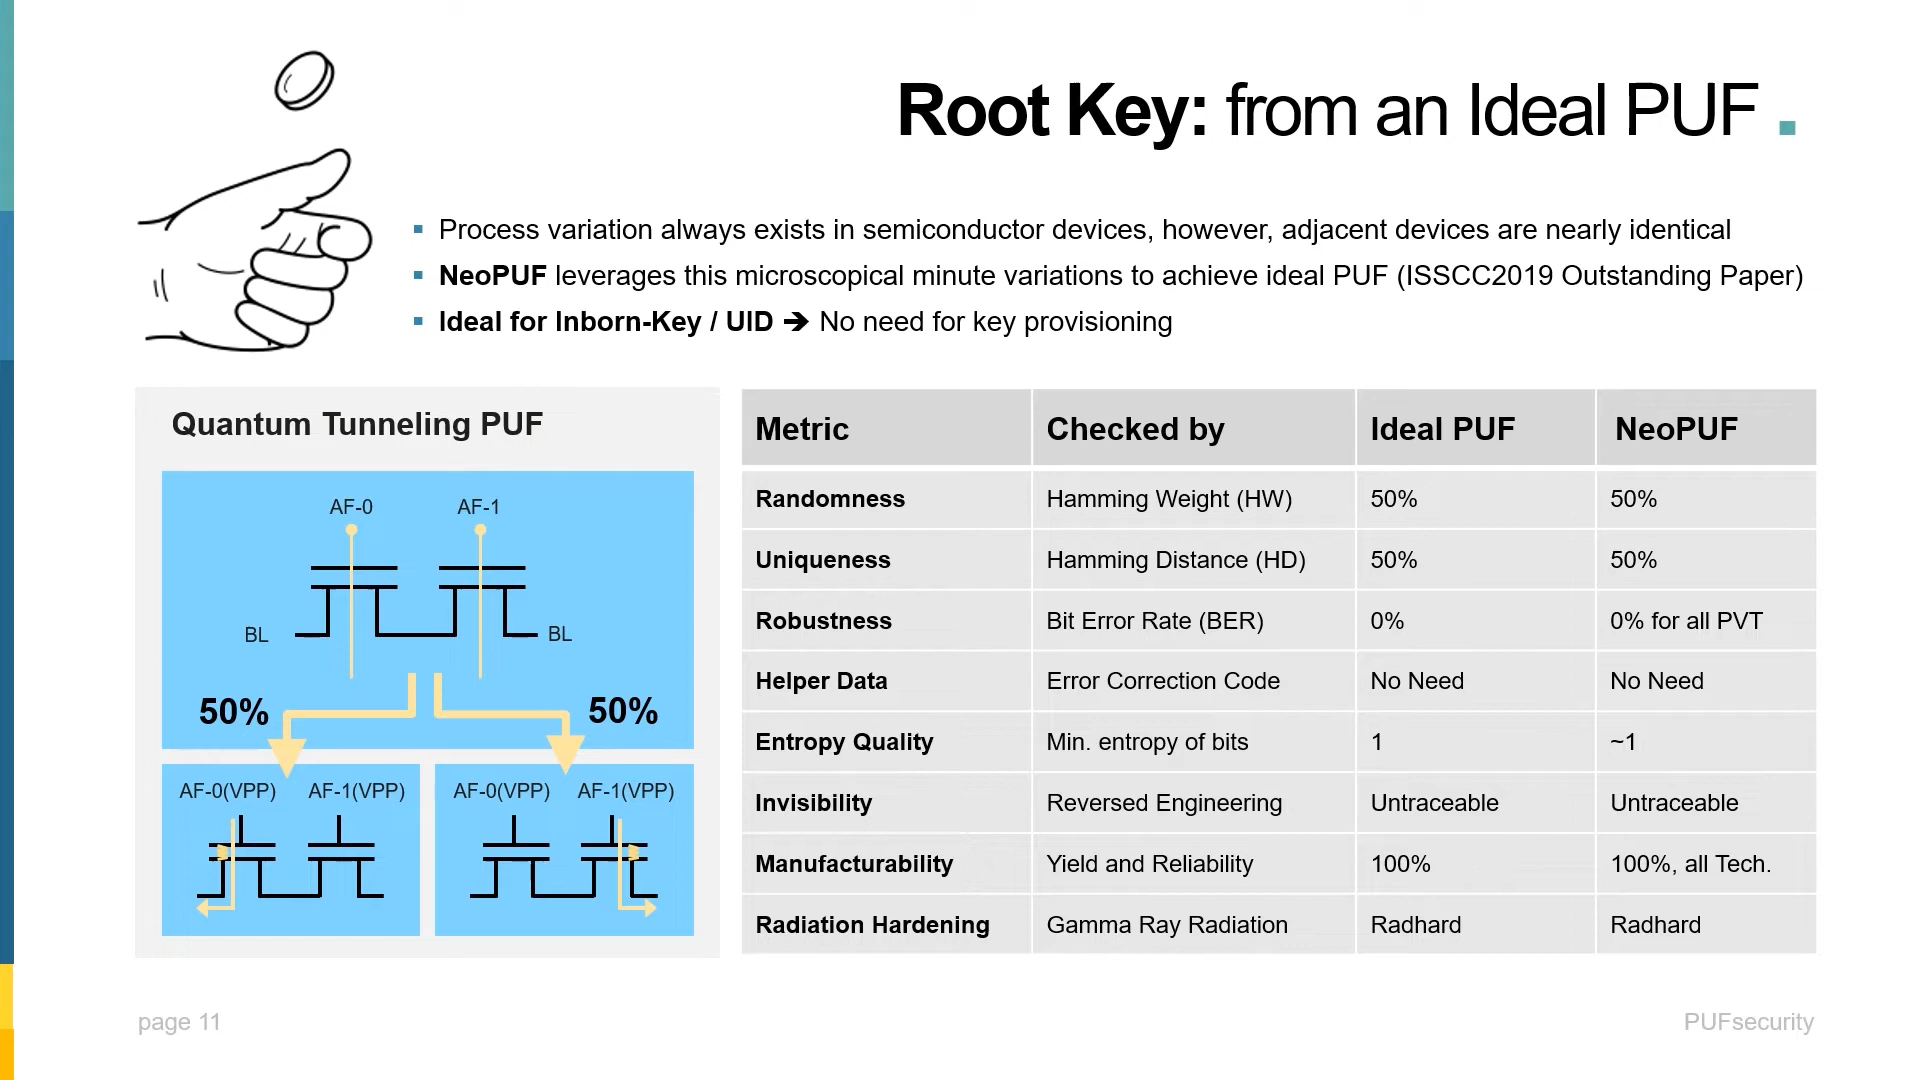 Root Key: from an Ideal PUF .
▪ Process variation always exists in semiconductor devices, however, adjacent devices are nearly identical
▪ NeoPUF leverages this microscopical minute variations to achieve ideal PUF (ISSCC2019 Outstanding Paper)
▪ Ideal for Inborn-Key / UID ➔ No need for key provisioning
Quantum Tunneling PUF
AF-0 AF-1
BL BL
50% 50%
AF-0(VPP) AF-1(VPP) AF-0(VPP) AF-1(VPP)
Metric Checked by Ideal PUF NeoPUF
Randomness Hamming Weight (HW) 50% 50%
Uniqueness Hamming Distance (HD) 50% 50%
Robustness Bit Error Rate (BER) 0% 0% for all PVT
Helper Data Error Correction Code No Need No Need
Entropy Quality Min. entropy of bits 1 ~1
Invisibility Reversed Engineering Untraceable Untraceable
Manufacturability Yield and Reliability 100% 100%, all Tech.
Radiation Hardening Gamma Ray Radiation Radhard Radhard
page 11
PUFsecurity